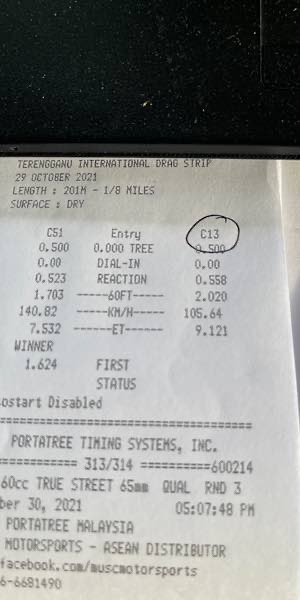 TERENGGANU INTERNATIONAL DRAG STRIP
29 OCTOBER 2021
LENGTH : 201M - 1/8 MILES
SURFACE : DRY
C51 Entry C13
0.500 0.000 TREE 0.500
0.00 DIAL-IN 0.00
0.523 REACTION 0.558
1.703 -----60FT----- 2.020
140.82 -----KM/H----- 105.64
7.532 ------ET------ 9.121
WINNER
1.624 FIRST
STATUS
ostart Disabled
=====================================
PORTATREE TIMING SYSTEMS, INC.
=========== 313/314 ==========600214
60cc TRUE STREET 65mm QUAL RND 3
ber 30, 2021 05:07:48 PM
PORTATREE MALAYSIA
MOTORSPORTS - ASEAN DISTRIBUTOR
facebook.com/muscmotorsports
6-6681490